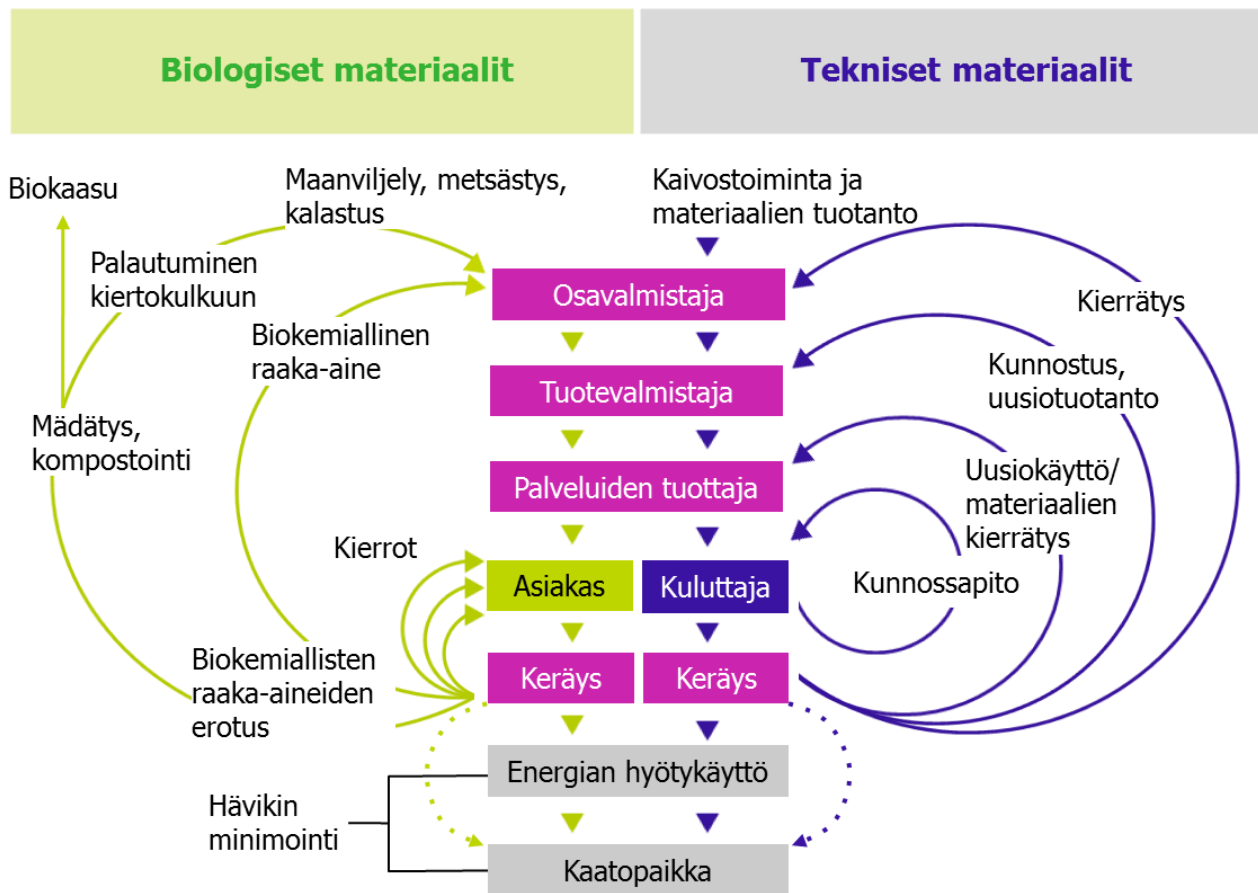 Biologiset materiaalit
Tekniset materiaalit
Biokaasu
Maanviljely, metsästys,
kalastus
Kaivostoiminta ja
materiaalien tuotanto
Palautuminen
kiertokulkuun
Osavalmistaja
Kierrätys
Biokemiallinen
raaka-aine
Kunnostus,
uusiotuotanto
Tuotevalmistaja
Mädätys,
kompostointi
Palveluiden tuottaja
Uusiokäyttö/
materiaalien
kierrätys
Kierrot
Asiakas
Kuluttaja
Kunnossapito
Biokemiallisten
raaka-aineiden
erotus
Keräys
Keräys
Energian hyötykäyttö
Hävikin
minimointi
Kaatopaikka